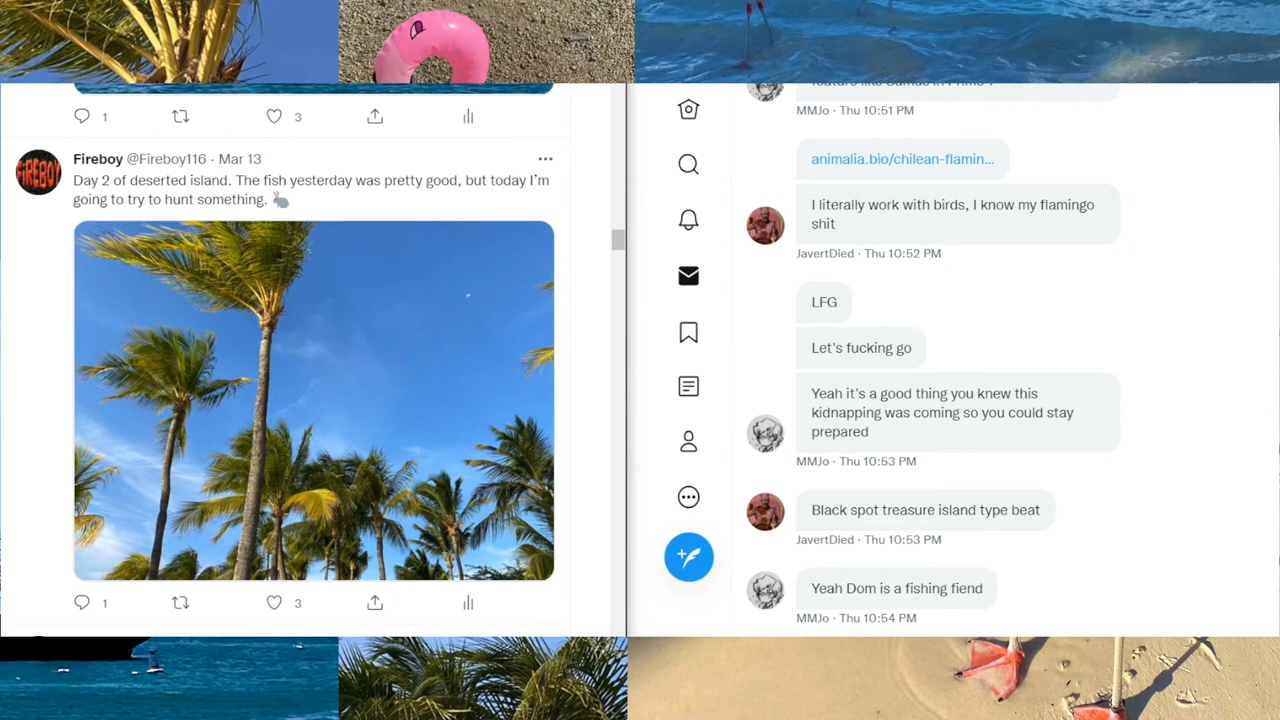 1
3
Fireboy @Fireboy116 · Mar 13
Day 2 of deserted island. The fish yesterday was pretty good, but today I'm
going to try to hunt something.
FIREBOY
1
3
MMJo · Thu 10:51 PM
animalia.bio/chilean-flamin...
I literally work with birds, I know my flamingo
shit
JavertDied · Thu 10:52 PM
LFG
Let's fucking go
Yeah it's a good thing you knew this
kidnapping was coming so you could stay
prepared
MMJo · Thu 10:53 PM
Black spot treasure island type beat
JavertDied · Thu 10:53 PM
Yeah Dom is a fishing fiend
MMJo · Thu 10:54 PM